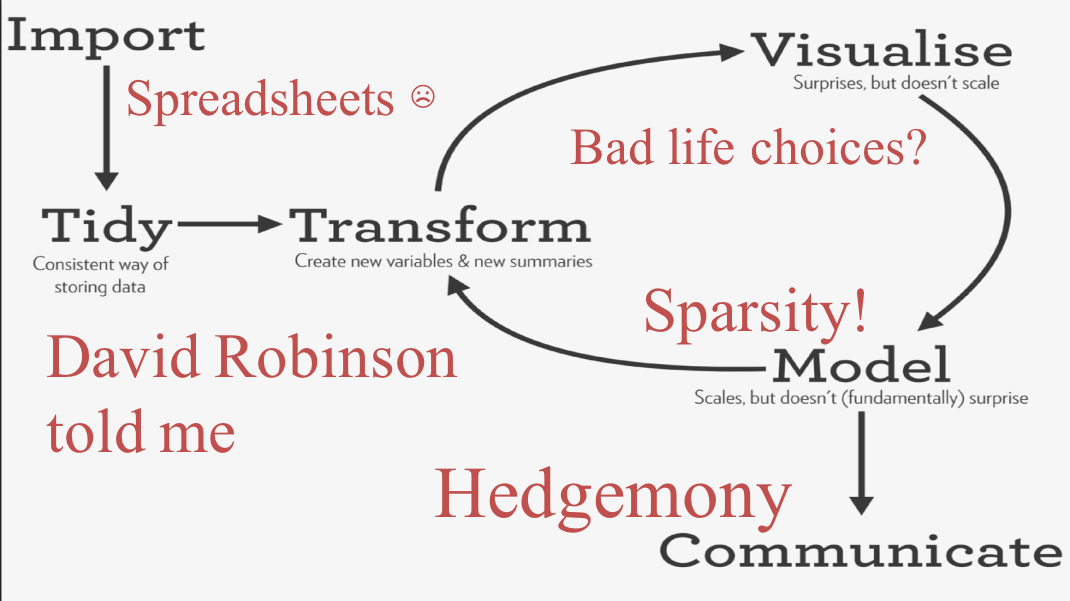 Import
Spreadsheets ☹
Visualise
Surprises, but doesn´t scale
Bad life choices?
Tidy
Consistent way of
storing data
Transform
Create new variables & new summaries
Sparsity!
David Robinson
told me
Model
Scales, but doesn´t (fundamentally) surprise
Hedgemony
Communicate